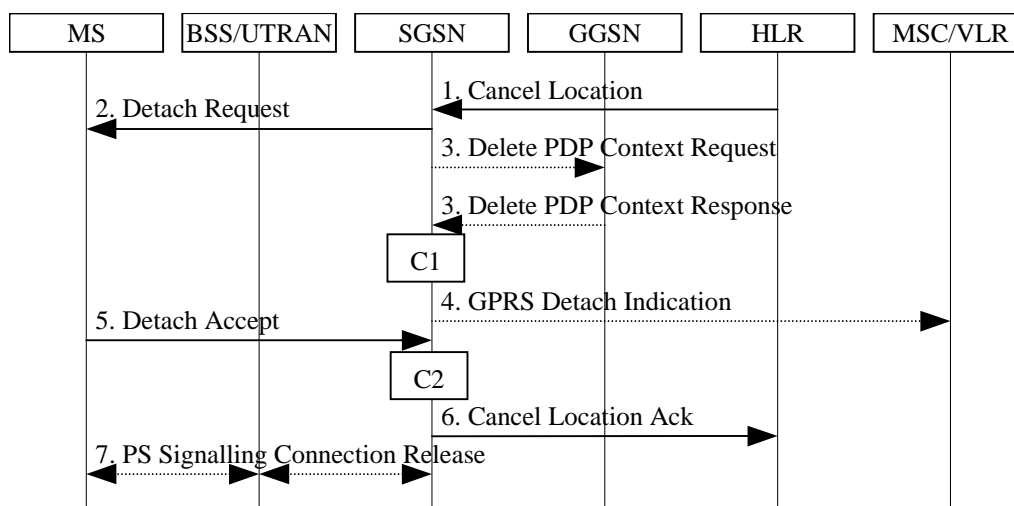 MS BSS/UTRAN SGSN GGSN HLR MSC/VLR
1. Cancel Location
2. Detach Request
3. Delete PDP Context Request
3. Delete PDP Context Response
C1
4. GPRS Detach Indication
5. Detach Accept
C2
6. Cancel Location Ack
7. PS Signalling Connection Release